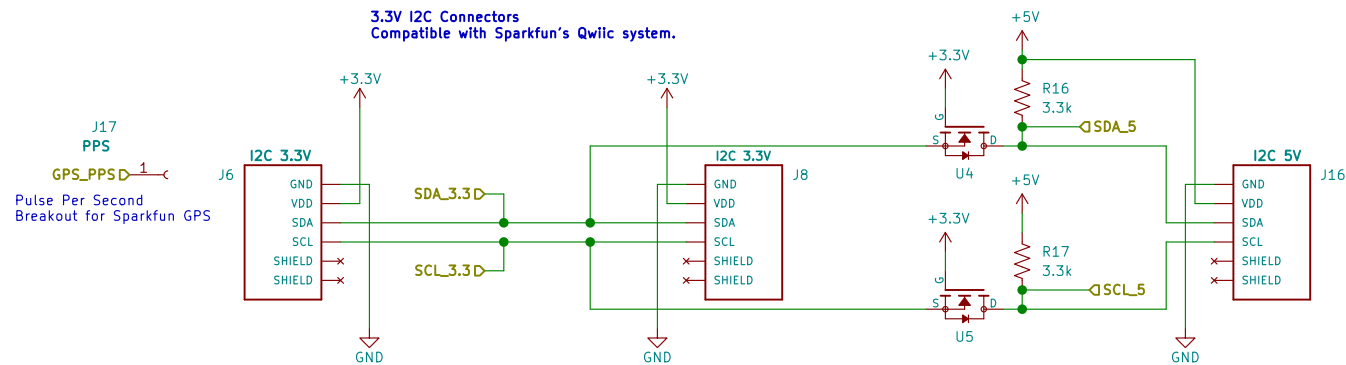 3.3V I2C Connectors
Compatible with Sparkfun's Qwiic system.
J17
PPS
GPS_PPS
1
Pulse Per Second
Breakout for Sparkfun GPS
+3.3V
I2C 3.3V
J6
GND
VDD
SDA
SCL
SHIELD
SHIELD
GND
SDA_3.3
SCL_3.3
+3.3V
I2C 3.3V
J8
GND
VDD
SDA
SCL
SHIELD
SHIELD
GND
+3.3V
G
S
D
U4
+5V
R16
3.3k
SDA_5
+3.3V
G
S
D
U5
+5V
R17
3.3k
SCL_5
I2C 5V
J16
GND
VDD
SDA
SCL
SHIELD
SHIELD
GND